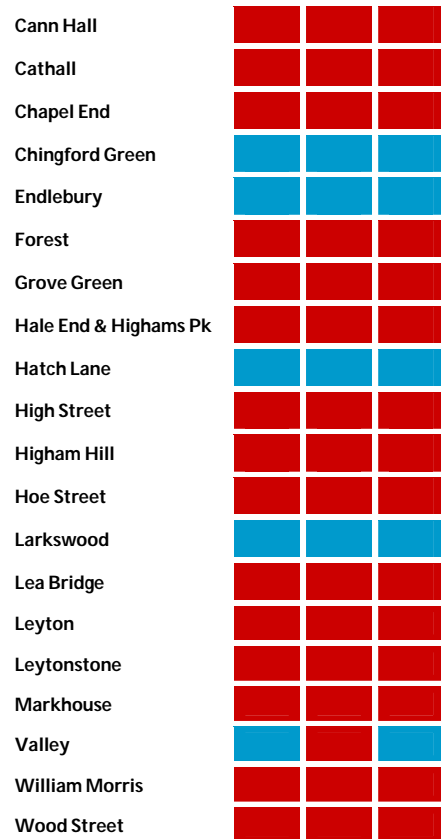 Cann Hall
Cathall
Chapel End
Chingford Green
Endlebury
Forest
Grove Green
Hale End & Highams Pk
Hatch Lane
High Street
Higham Hill
Hoe Street
Larkswood
Lea Bridge
Leyton
Leytonstone
Markhouse
Valley
William Morris
Wood Street